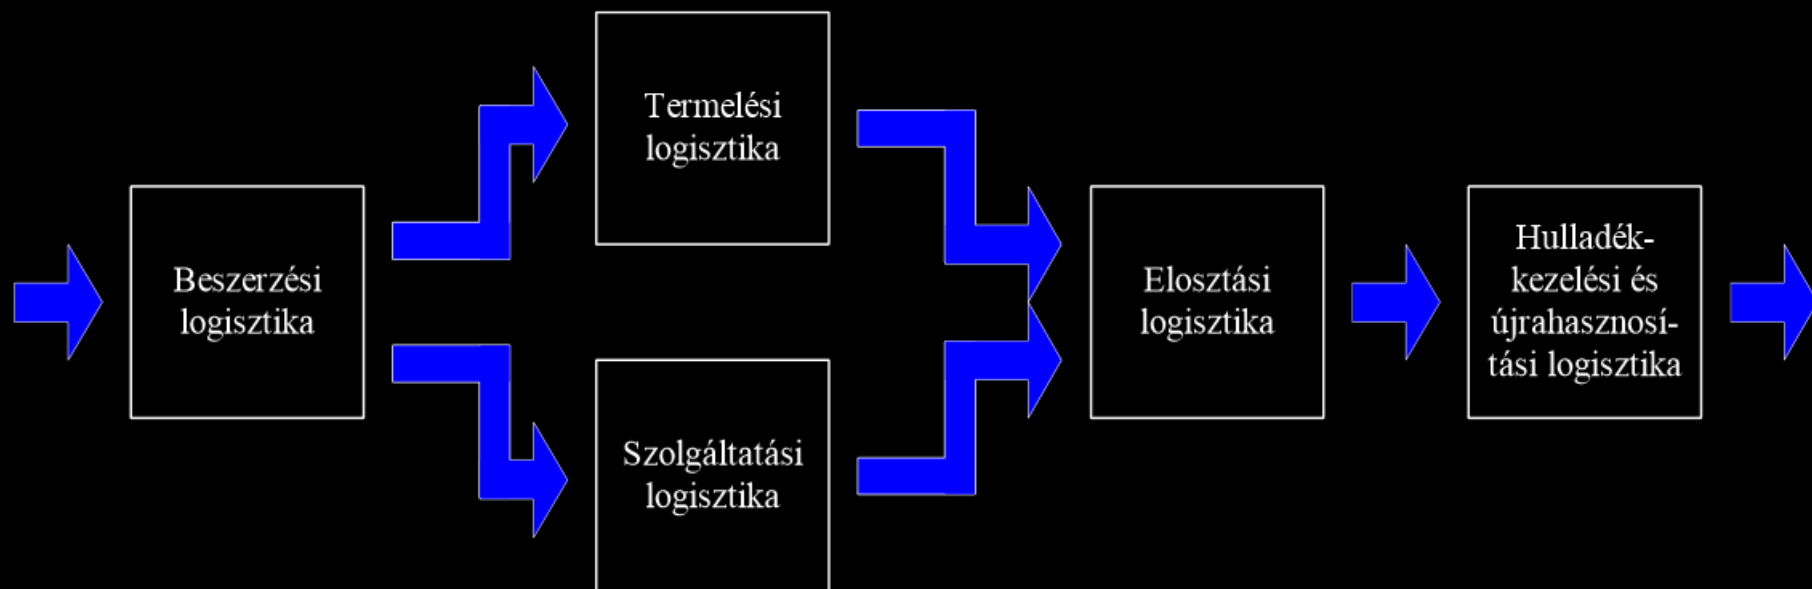 Beszerzési
logisztika
Termelési
logisztika
Szolgáltatási
logisztika
Elosztási
logisztika
Hulladék-
kezelési és
újrahasznosí-
tási logisztika